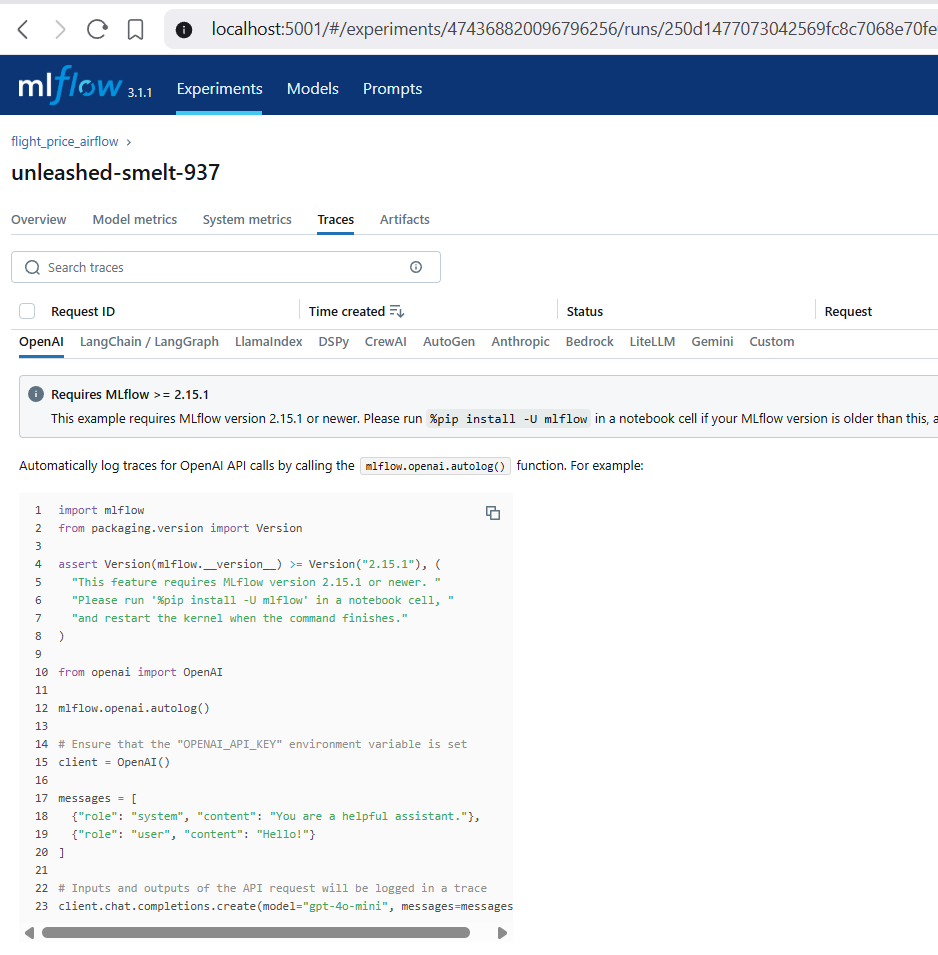 localhost:5001/#/experiments/474368820096796256/runs/250d1477073042569fc8c7068e70fe
mlflow 3.1.1 Experiments Models Prompts
flight_price_airflow ›
unleashed-smelt-937
Overview Model metrics System metrics Traces Artifacts
Search traces
Request ID Time created Status Request
OpenAI LangChain / LangGraph LlamaIndex DSPy CrewAI AutoGen Anthropic Bedrock LiteLLM Gemini Custom
Requires MLflow >= 2.15.1
This example requires MLflow version 2.15.1 or newer. Please run %pip install -U mlflow in a notebook cell if your MLflow version is older than this, a
Automatically log traces for OpenAI API calls by calling the mlflow.openai.autolog() function. For example:
1 import mlflow
2 from packaging.version import Version
3
4 assert Version(mlflow.__version__) >= Version("2.15.1"), (
5 "This feature requires MLflow version 2.15.1 or newer. "
6 "Please run '%pip install -U mlflow' in a notebook cell, "
7 "and restart the kernel when the command finishes."
8 )
9
10 from openai import OpenAI
11
12 mlflow.openai.autolog()
13
14 # Ensure that the "OPENAI_API_KEY" environment variable is set
15 client = OpenAI()
16
17 messages = [
18 {"role": "system", "content": "You are a helpful assistant."},
19 {"role": "user", "content": "Hello!"}
20 ]
21
22 # Inputs and outputs of the API request will be logged in a trace
23 client.chat.completions.create(model="gpt-4o-mini", messages=messages